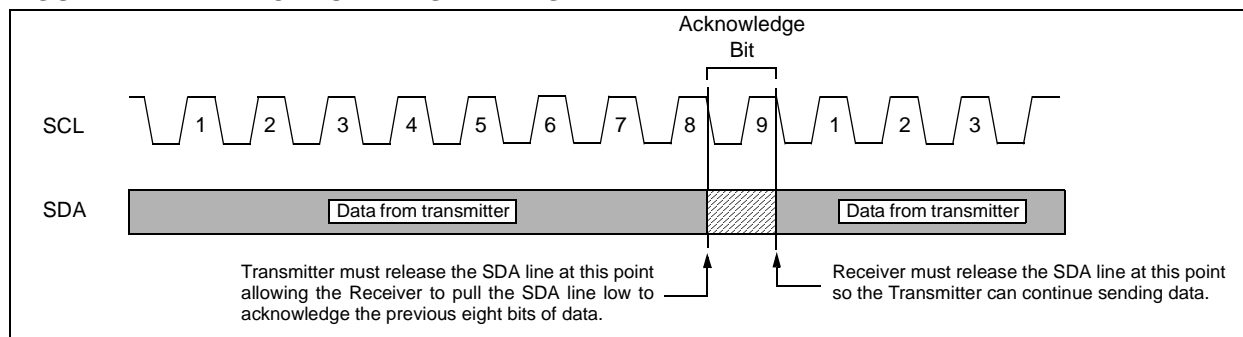 Acknowledge
Bit
SCL
1 2 3 4 5 6 7 8 9 1 2 3
SDA
Data from transmitter
Data from transmitter
Transmitter must release the SDA line at this point
allowing the Receiver to pull the SDA line low to
acknowledge the previous eight bits of data.
Receiver must release the SDA line at this point
so the Transmitter can continue sending data.